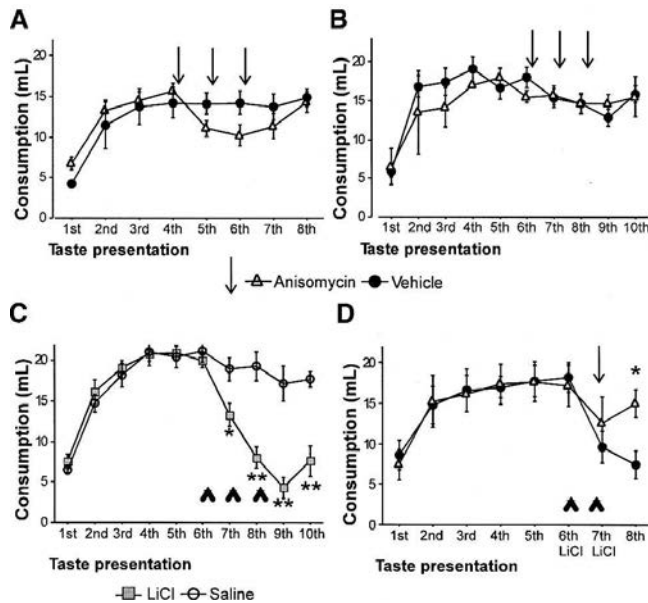 A
Consumption (mL)
20
15
10
5
0
1st 2nd 3rd 4th 5th 6th 7th 8th
Taste presentation
B
Consumption (mL)
20
15
10
5
0
1st 2nd 3rd 4th 5th 6th 7th 8th 9th 10th
Taste presentation
Anisomycin Vehicle
C
Consumption (mL)
20
15
10
5
0
*
**
**
**
1st 2nd 3rd 4th 5th 6th 7th 8th 9th 10th
Taste presentation
LiCl Saline
D
Consumption (mL)
20
15
10
5
0
*
1st 2nd 3rd 4th 5th 6th 7th 8th
LiCl LiCl
Taste presentation